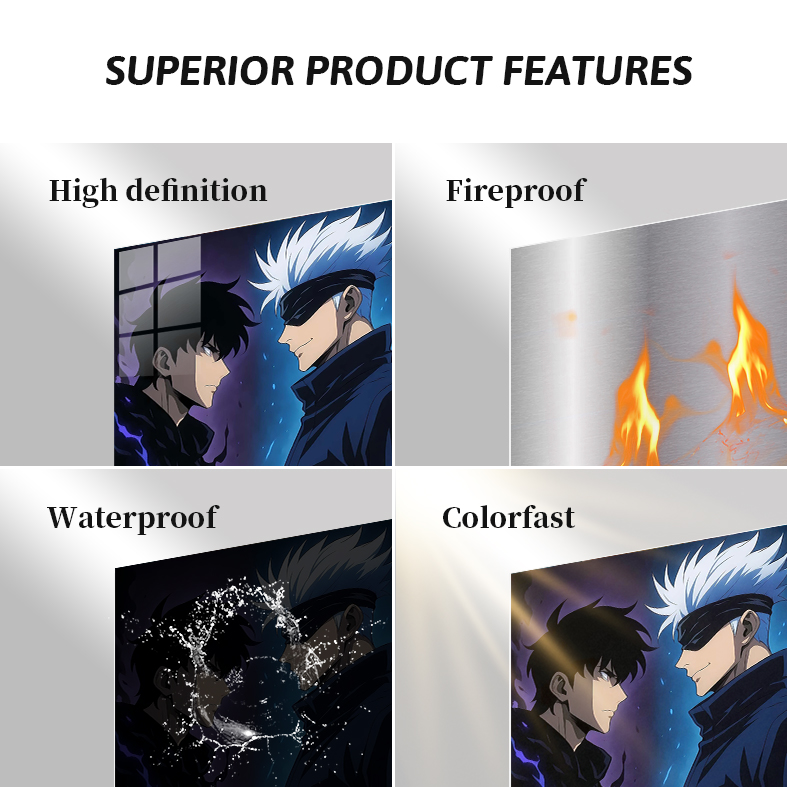 SUPERIOR PRODUCT FEATURES
High definition
Fireproof
Waterproof
Colorfast